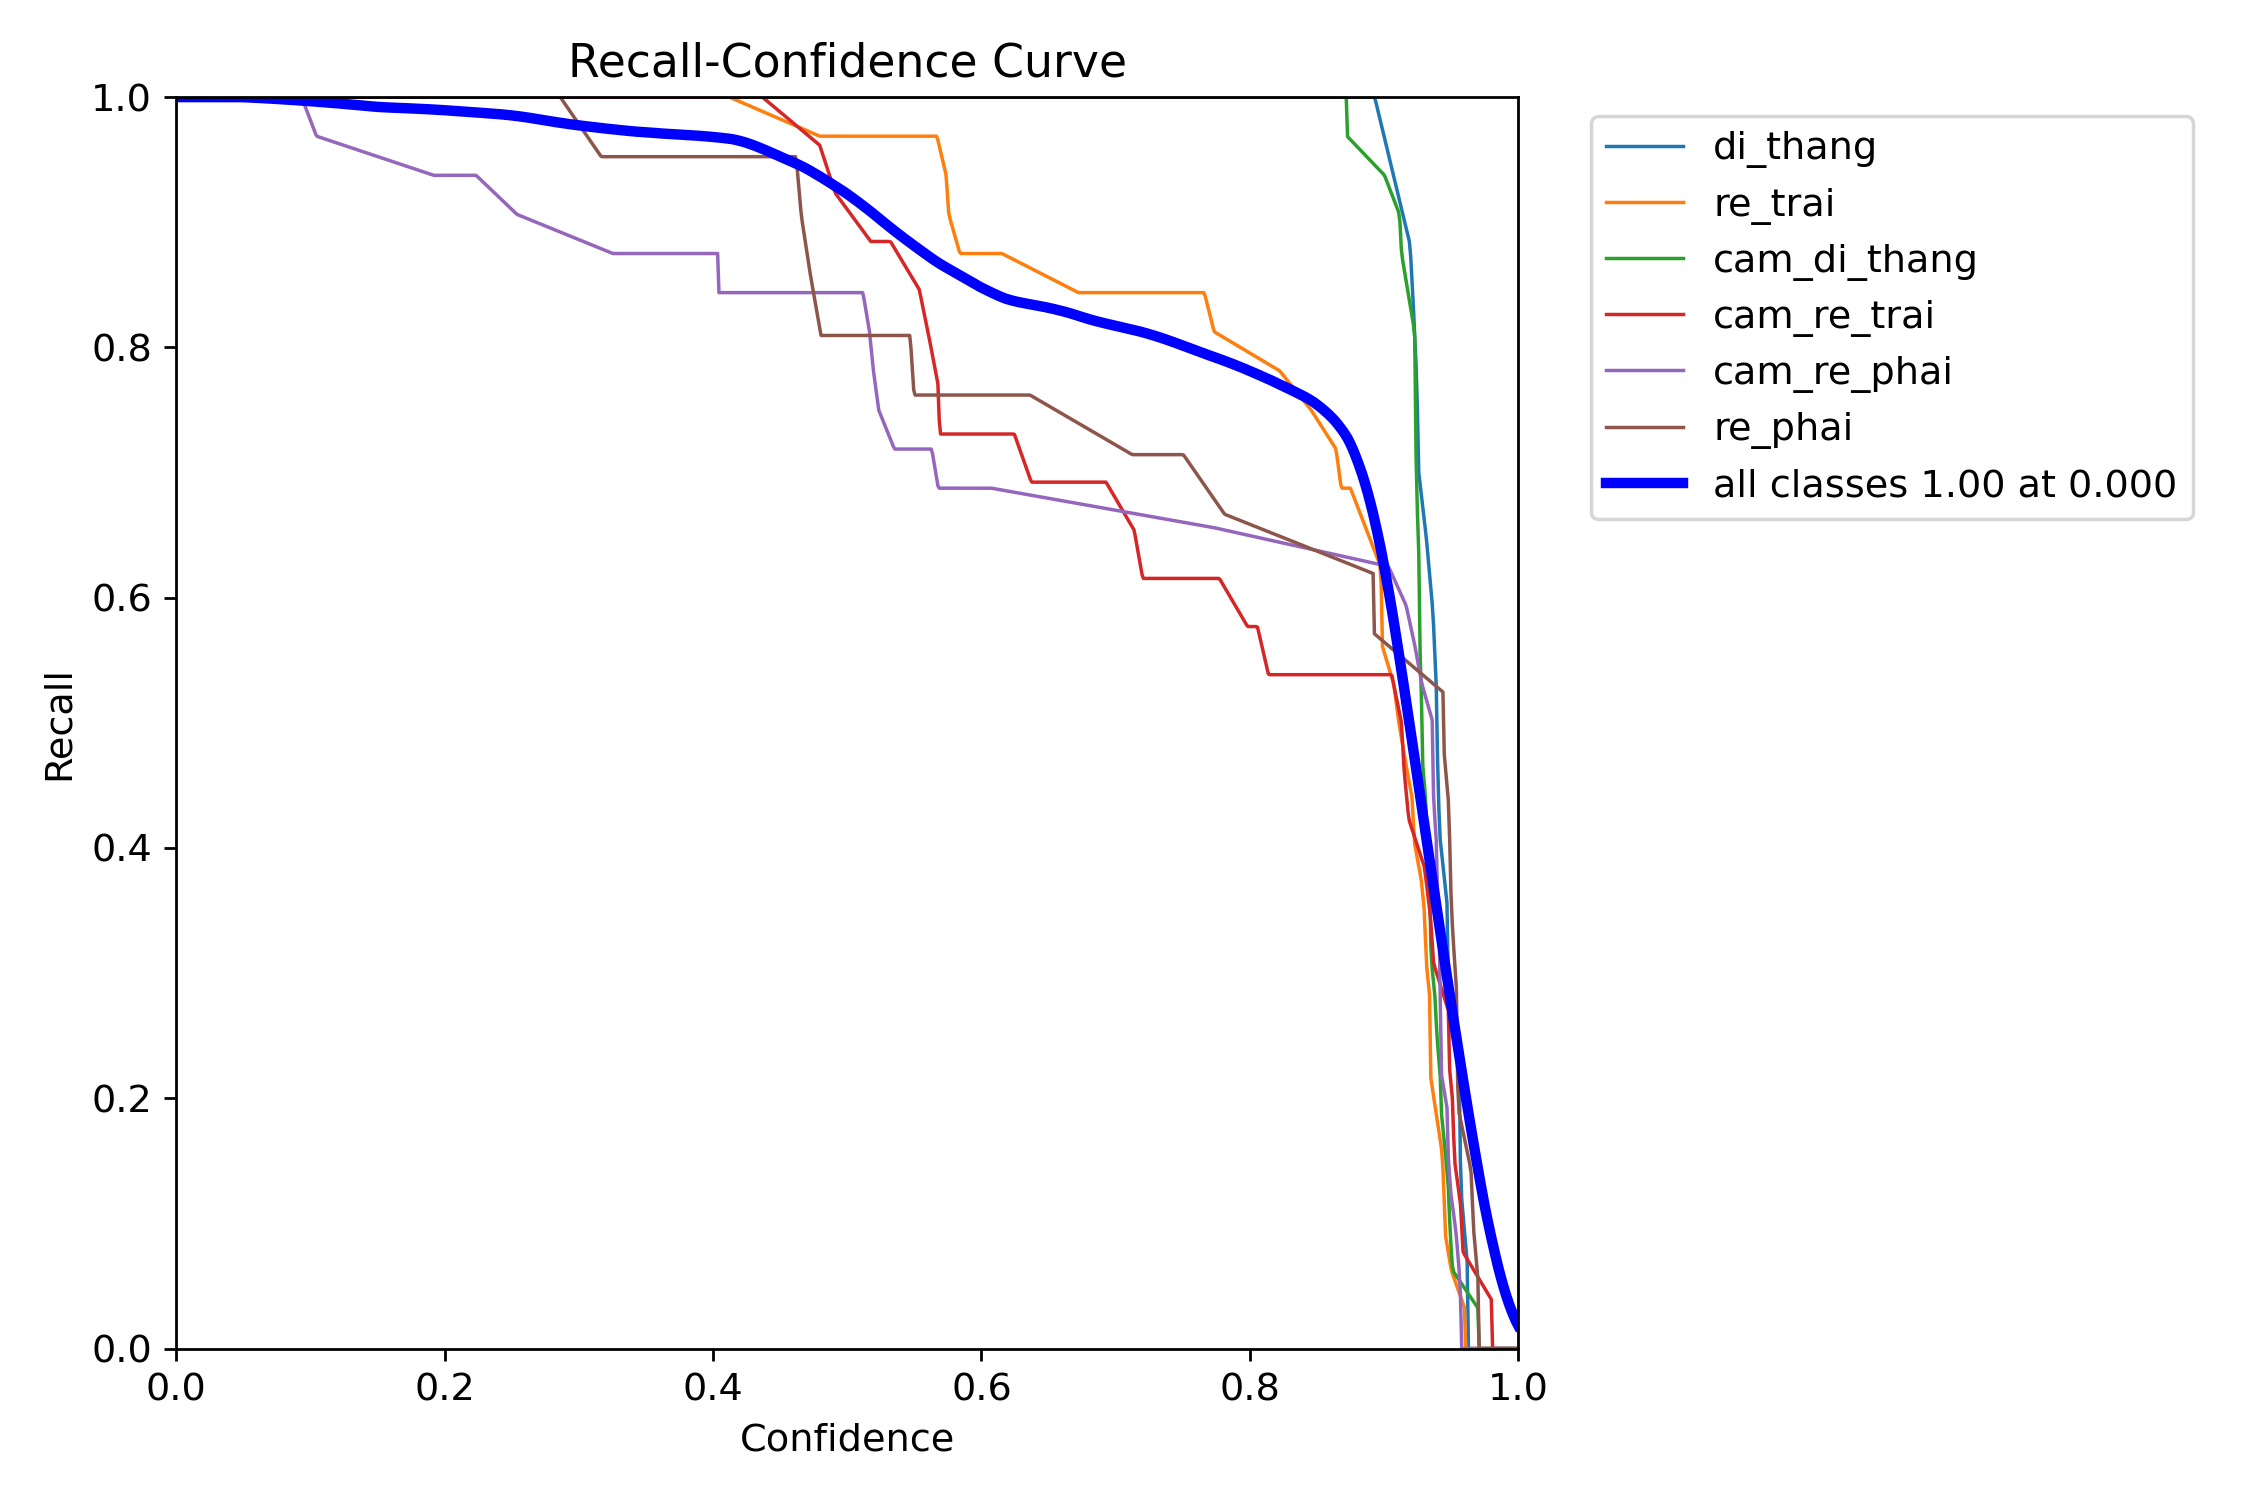 Recall-Confidence Curve
1.0
0.8
0.6
0.4
0.2
0.0
Recall
0.0 0.2 0.4 0.6 0.8 1.0
Confidence
di_thang
re_trai
cam_di_thang
cam_re_trai
cam_re_phai
re_phai
all classes 1.00 at 0.000